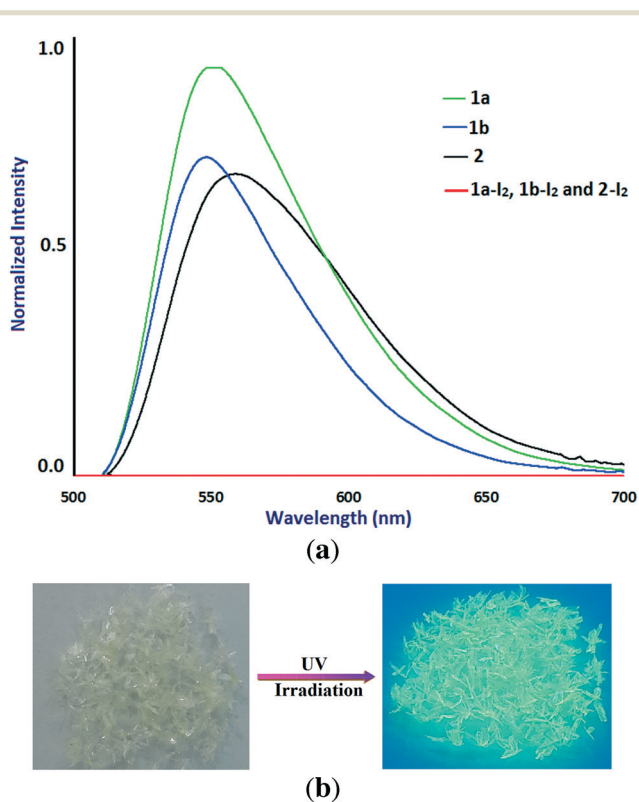 1.0
1a
1b
2
1a-I₂, 1b-I₂ and 2-I₂
0.5
Normalized Intensity
0.0
500 550 600 650 700
Wavelength (nm)
(a)
UV
Irradiation
(b)